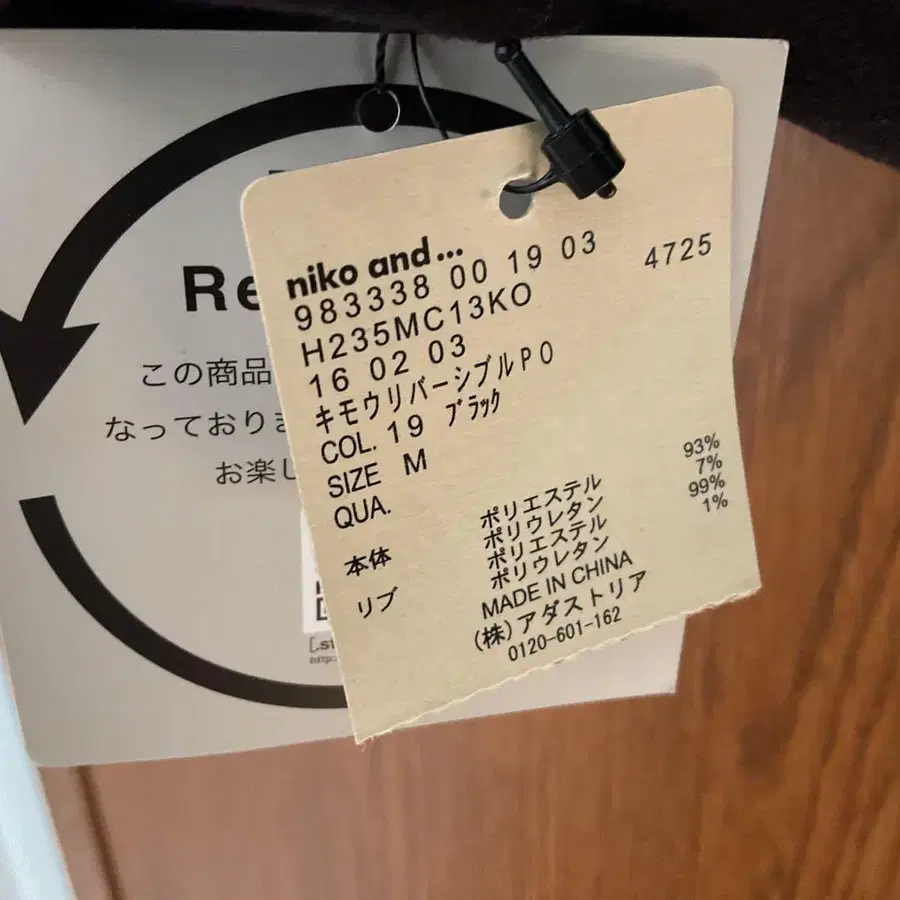 niko and...
983338 00 19 03 4725
H235MC13KO
16 02 03
キモウリバーシブルPO
COL. 19 ブラック
SIZE M
QUA.
本体 ポリエステル 93%
ポリウレタン 7%
リブ ポリエステル 99%
ポリウレタン 1%
MADE IN CHINA
(株)アダストリア
0120-601-162
Re
この商品
なっており
お楽し